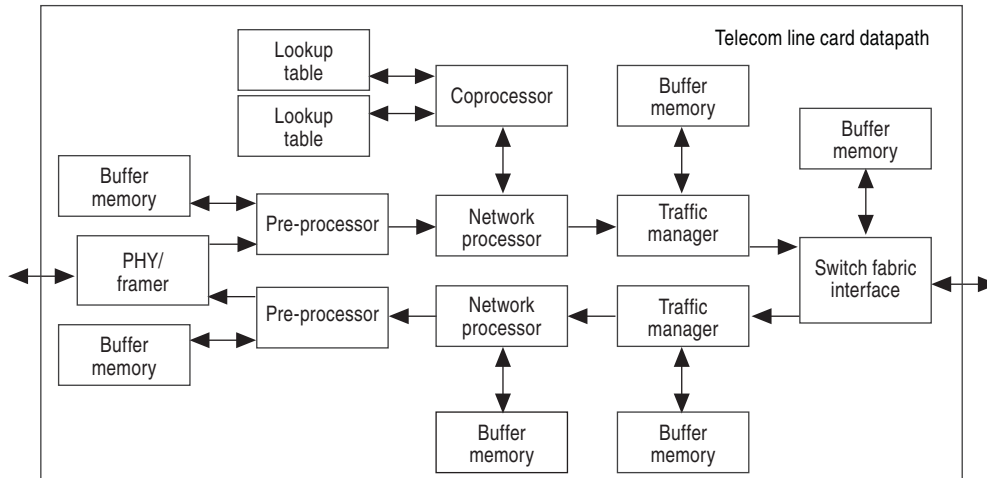 Telecom line card datapath
Lookup
table
Lookup
table
Coprocessor
Buffer
memory
Buffer
memory
Buffer
memory
Pre-processor
Network
processor
Traffic
manager
PHY/
framer
Switch fabric
interface
Pre-processor
Network
processor
Traffic
manager
Buffer
memory
Buffer
memory
Buffer
memory